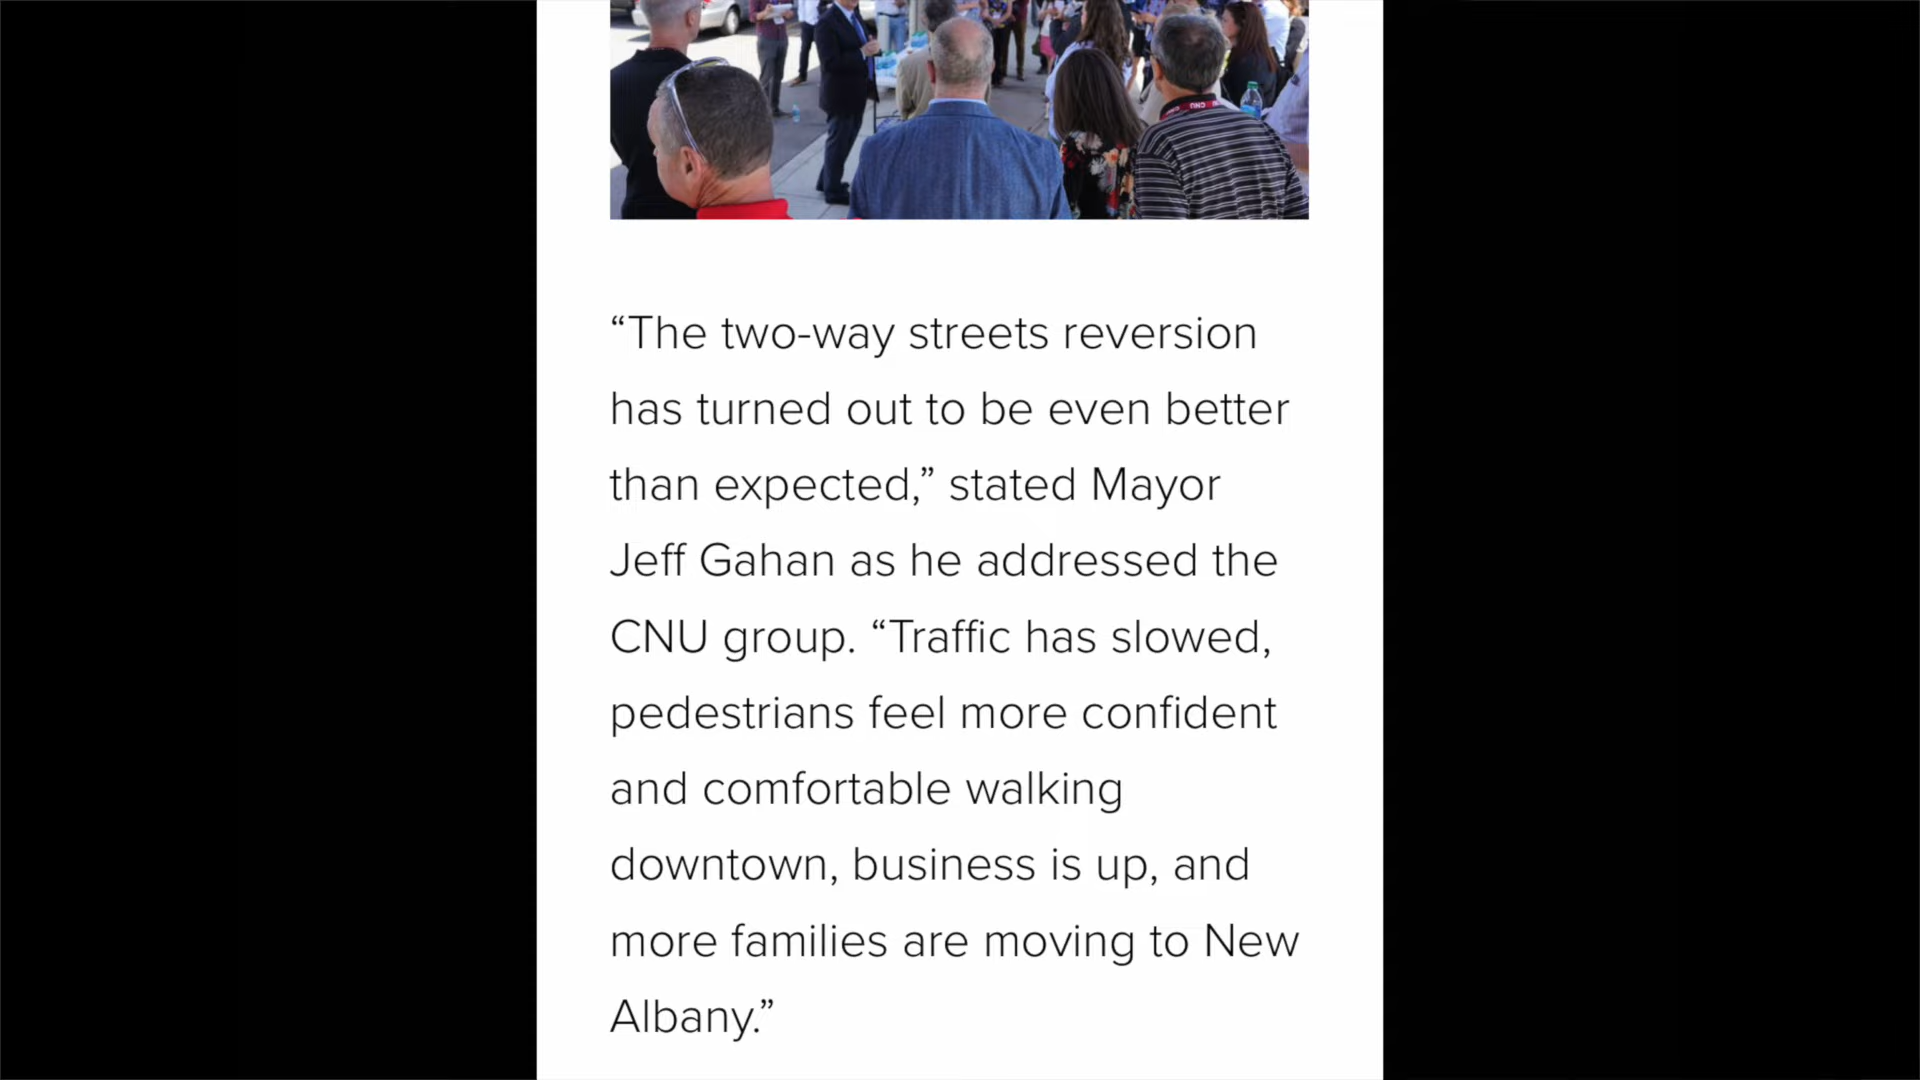 CNU
“The two-way streets reversion
has turned out to be even better
than expected,” stated Mayor
Jeff Gahan as he addressed the
CNU group. “Traffic has slowed,
pedestrians feel more confident
and comfortable walking
downtown, business is up, and
more families are moving to New
Albany.”